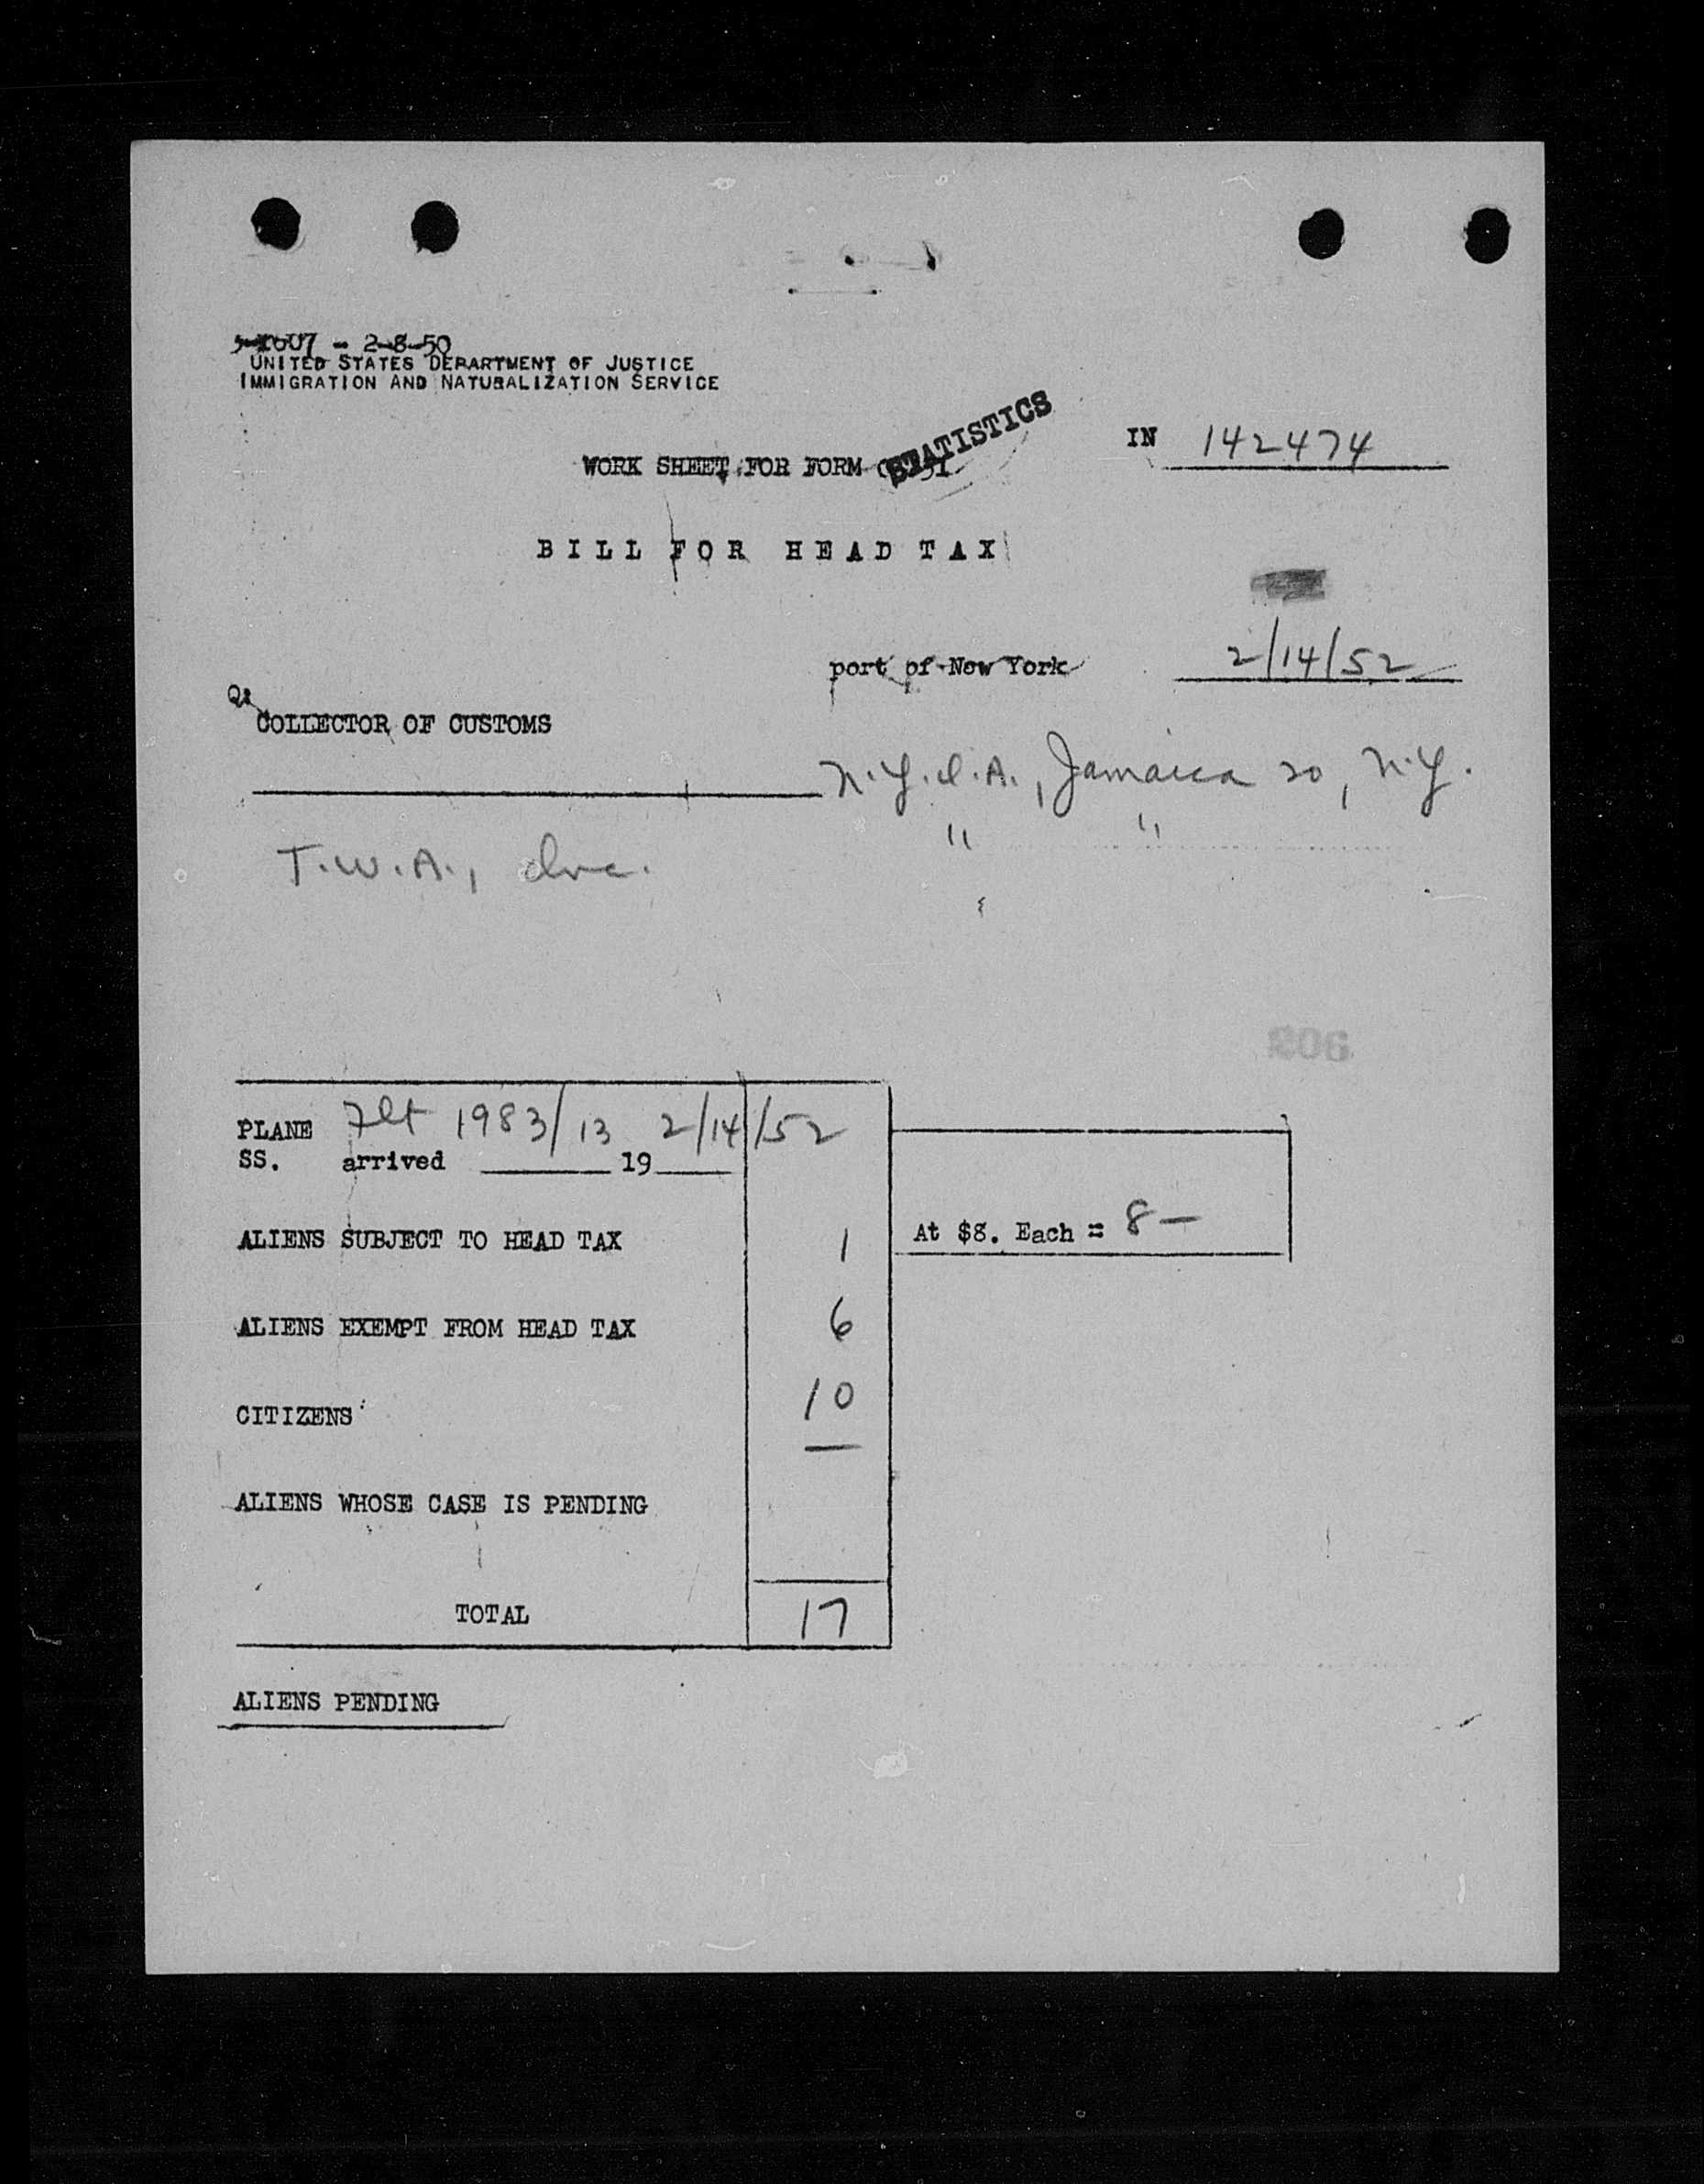 - 2-8-50
UNITED STATES DEPARTMENT OF JUSTICE
IMMIGRATION AND NATURALIZATION SERVICE
STATISTICS
IN 142474
WORK SHEET FOR FORM
BILL FOR HEAD TAX
port of New York 2/14/52
COLLECTOR OF CUSTOMS
N.Y.I.A., Jamaica 20, N.Y.
" "
T.W.A., Inc.
206
PLANE Flt 1983/13 2/14/52
SS. arrived 19
ALIENS SUBJECT TO HEAD TAX 1 At $8. Each = 8 —
ALIENS EXEMPT FROM HEAD TAX 6
CITIZENS 10
ALIENS WHOSE CASE IS PENDING
TOTAL 17
ALIENS PENDING